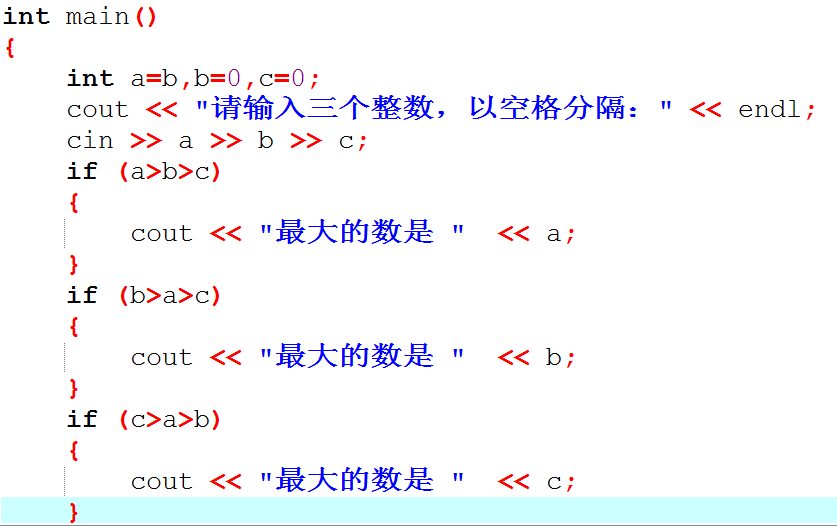 int main()
{
    int a=b,b=0,c=0;
    cout << "请输入三个整数，以空格分隔：" << endl;
    cin >> a >> b >> c;
    if (a>b>c)
    {
        cout << "最大的数是 "  << a;
    }
    if (b>a>c)
    {
        cout << "最大的数是 "  << b;
    }
    if (c>a>b)
    {
        cout << "最大的数是 "  << c;
    }